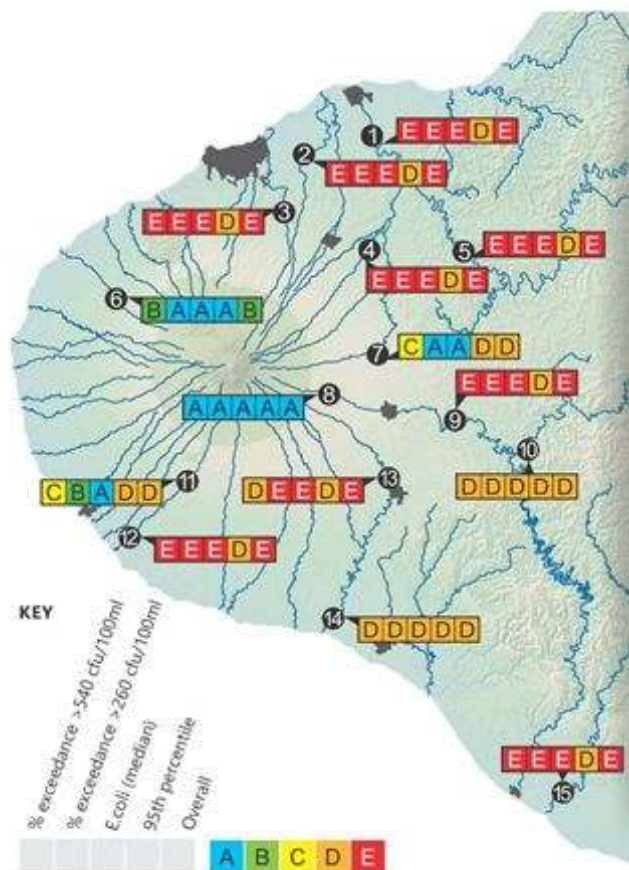 1 E E E D E
2 E E E D E
3 E E E D E
4 E E E D E
5 E E E D E
6 B A A A B
7 C A A D D
8 A A A A A
9 E E E D E
10 D D D D D
11 C B A D D
13 D E E D E
12 E E E D E
14 D D D D D
15 E E E D E
KEY
% exceedance >540 cfu/100ml
% exceedance >260 cfu/100ml
E.coli (median)
95th percentile
Overall
A B C D E